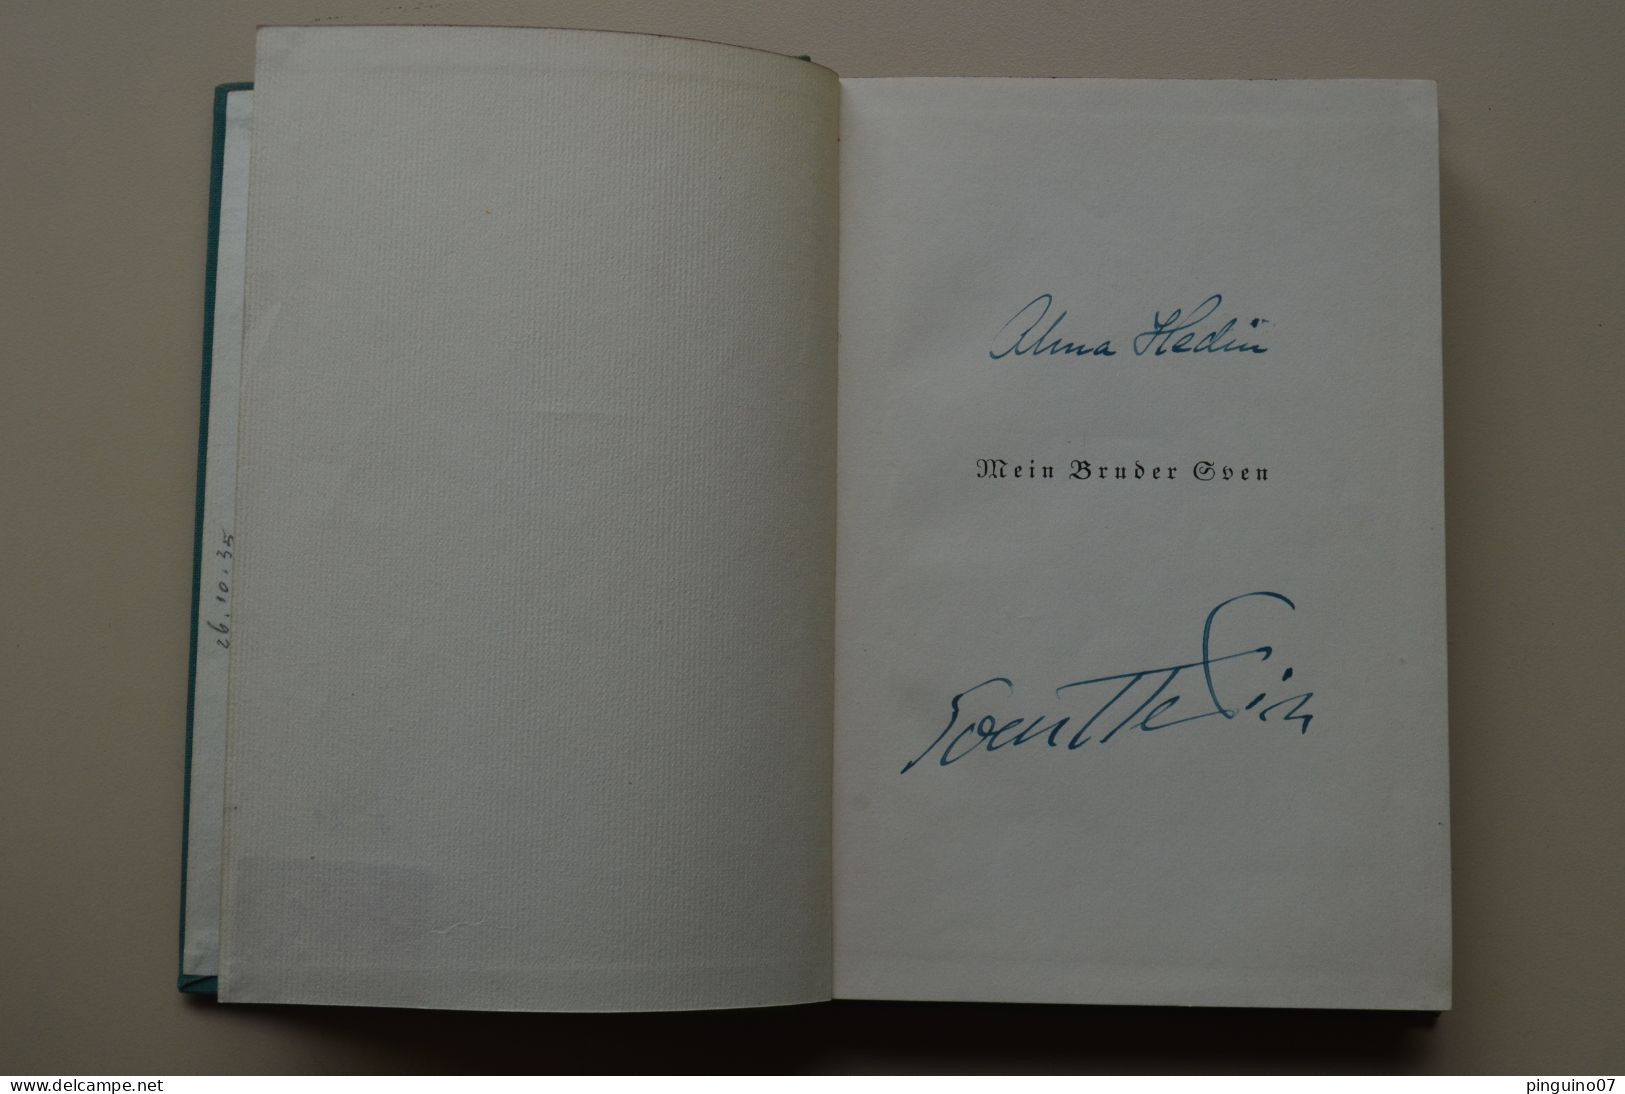 26.10.35
Alma Hedin
Mein Bruder Sven
Sven Hedin
www.delcampe.net
pinguino07